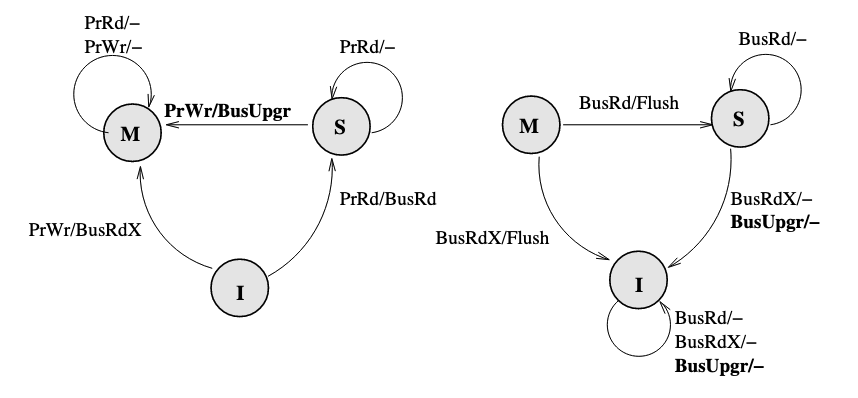 PrRd/–
PrWr/–
PrRd/–
PrWr/BusUpgr
M
S
PrRd/BusRd
PrWr/BusRdX
I
BusRd/–
BusRd/Flush
M
S
BusRdX/–
BusUpgr/–
BusRdX/Flush
I
BusRd/–
BusRdX/–
BusUpgr/–